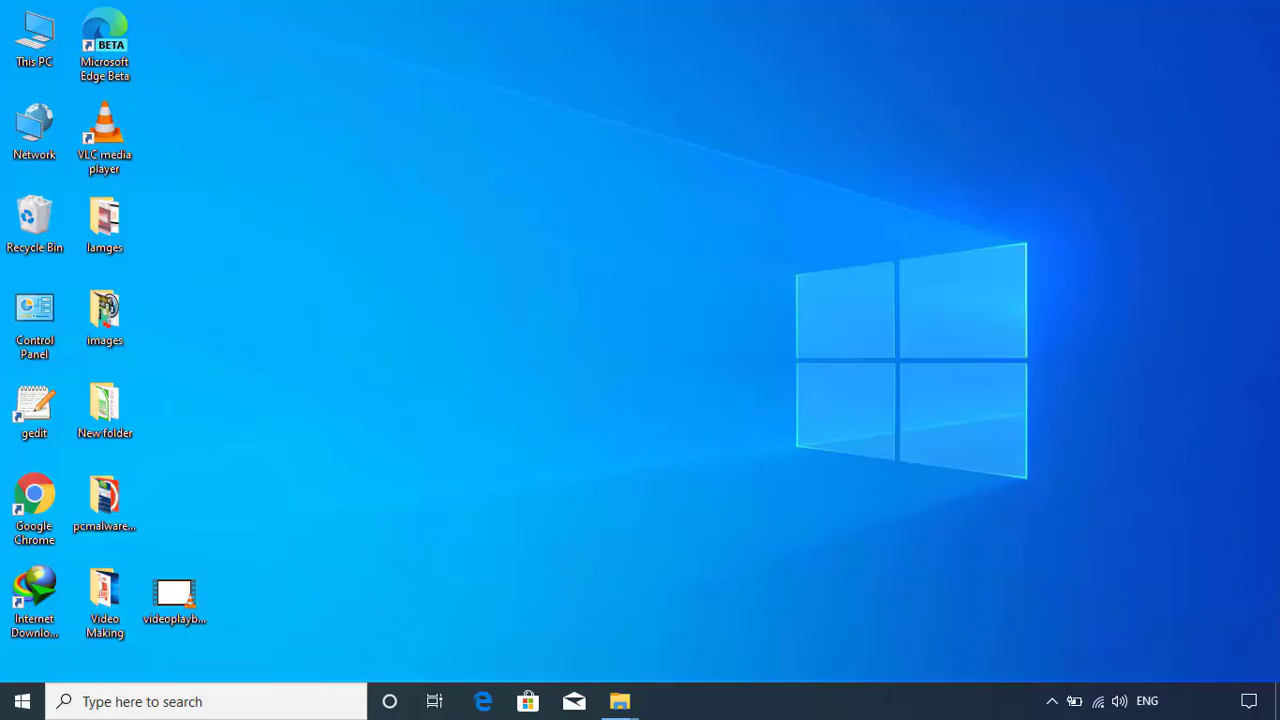 This PC
Microsoft
Edge Beta
BETA
Network
VLC media
player
Recycle Bin
Iamges
Control
Panel
images
gedit
New folder
Google
Chrome
pcmalware...
Internet
Downlo...
Video
Making
videoplayb...
Type here to search
ENG